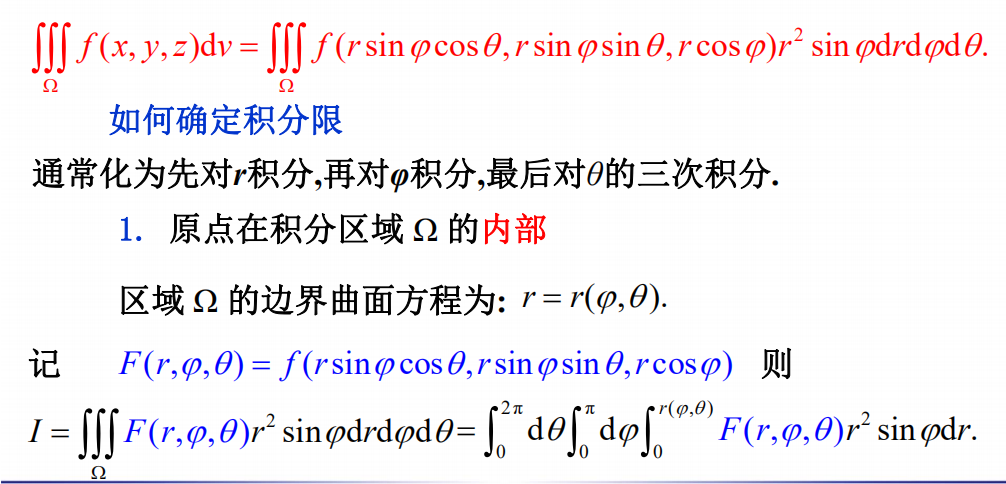 ∭_Ω f(x, y, z)dv = ∭_Ω f(r sin φ cos θ, r sin φ sin θ, r cos φ)r² sin φdrdφdθ.
如何确定积分限
通常化为先对r积分,再对φ积分,最后对θ的三次积分.
1. 原点在积分区域 Ω 的内部
区域 Ω 的边界曲面方程为: r = r(φ,θ).
记 F(r,φ,θ) = f(r sin φ cos θ, r sin φ sin θ, r cos φ) 则
I = ∭_Ω F(r,φ,θ)r² sin φdrdφdθ = ∫_0^{2π} dθ∫_0^π dφ∫_0^{r(φ,θ)} F(r,φ,θ)r² sin φdr.